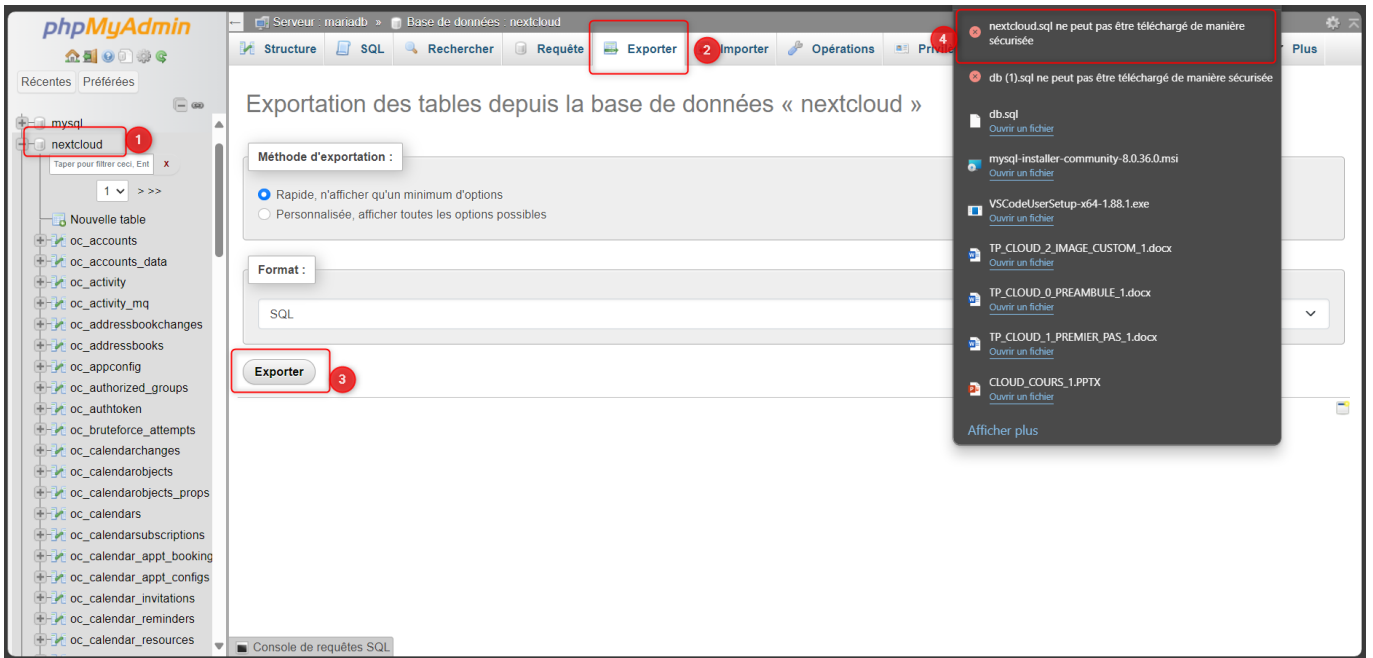 phpMyAdmin
Récentes Préférées
mysql
nextcloud
1
Taper pour filtrer ceci, Ent X
1 > >>
Nouvelle table
oc_accounts
oc_accounts_data
oc_activity
oc_activity_mq
oc_addressbookchanges
oc_addressbooks
oc_appconfig
oc_authorized_groups
oc_authtoken
oc_bruteforce_attempts
oc_calendarchanges
oc_calendarobjects
oc_calendarobjects_props
oc_calendars
oc_calendarsubscriptions
oc_calendar_appt_booking
oc_calendar_appt_configs
oc_calendar_invitations
oc_calendar_reminders
oc_calendar_resources
Serveur : mariadb » Base de données : nextcloud
Structure SQL Rechercher Requête Exporter 2 Importer Opérations Plus
Exportation des tables depuis la base de données « nextcloud »
Méthode d'exportation :
Rapide, n'afficher qu'un minimum d'options
Personnalisée, afficher toutes les options possibles
Format :
SQL
Exporter
3
Console de requêtes SQL
4
nextcloud.sql ne peut pas être téléchargé de manière
sécurisée
db (1).sql ne peut pas être téléchargé de manière sécurisée
db.sql
Ouvrir un fichier
mysql-installer-community-8.0.36.0.msi
Ouvrir un fichier
VSCodeUserSetup-x64-1.88.1.exe
Ouvrir un fichier
TP_CLOUD_2_IMAGE_CUSTOM_1.docx
Ouvrir un fichier
TP_CLOUD_0_PREAMBULE_1.docx
Ouvrir un fichier
TP_CLOUD_1_PREMIER_PAS_1.docx
Ouvrir un fichier
CLOUD_COURS_1.PPTX
Ouvrir un fichier
Afficher plus